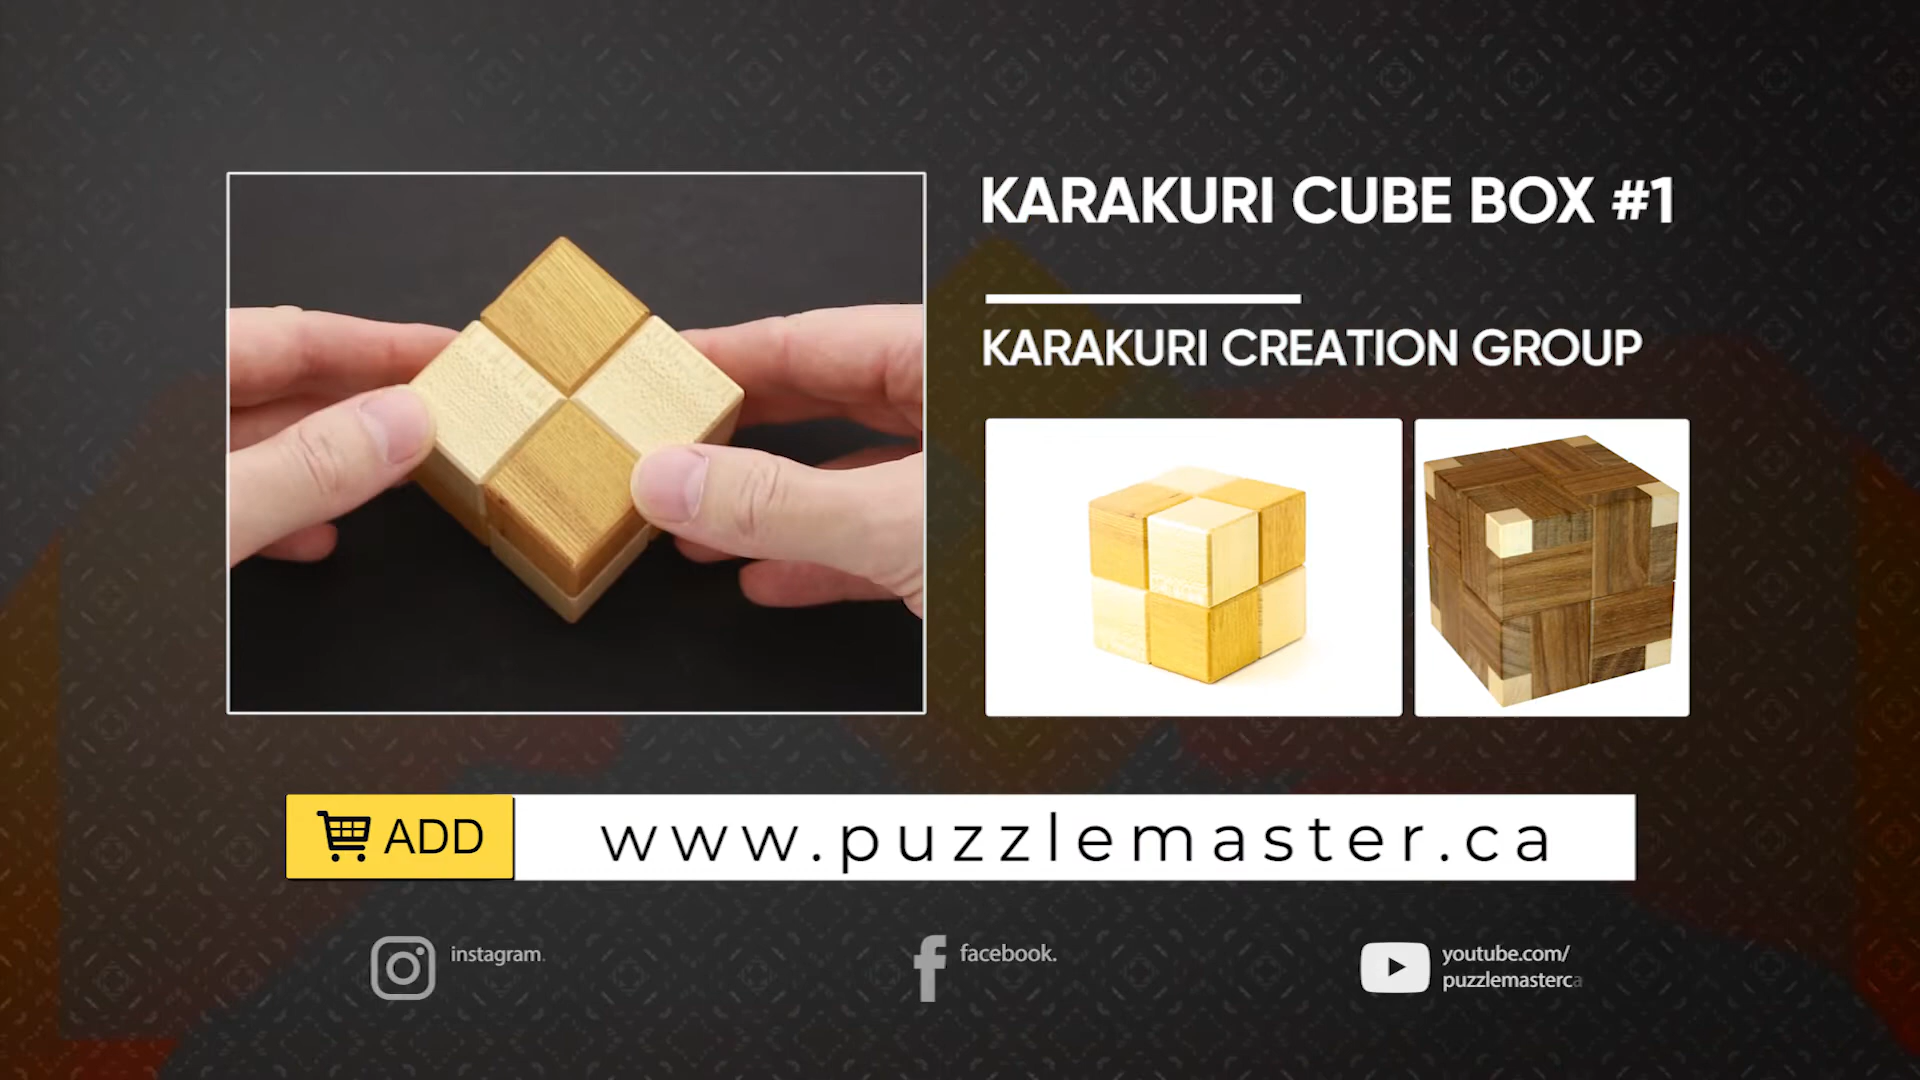 KARAKURI CUBE BOX #1
KARAKURI CREATION GROUP
ADD
www.puzzlemaster.ca
instagram.
facebook.
youtube.com/
puzzlemasterca